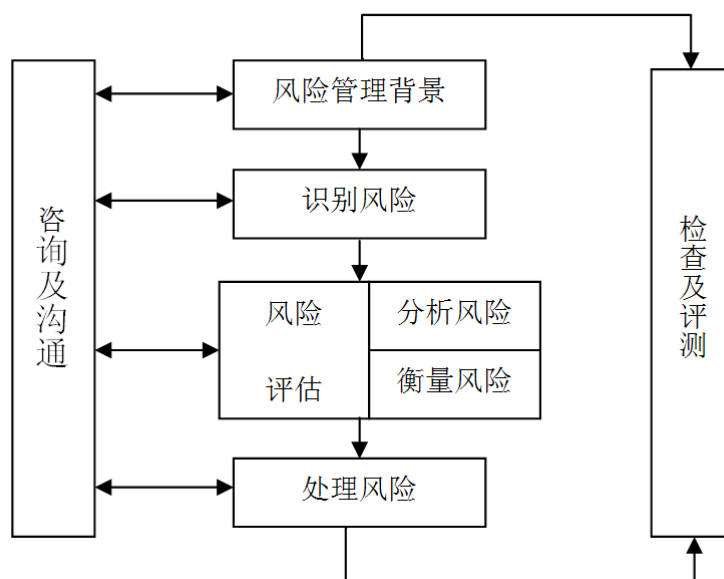 风险管理背景
识别风险
咨询及沟通
风险
评估
分析风险
衡量风险
处理风险
检查及评测